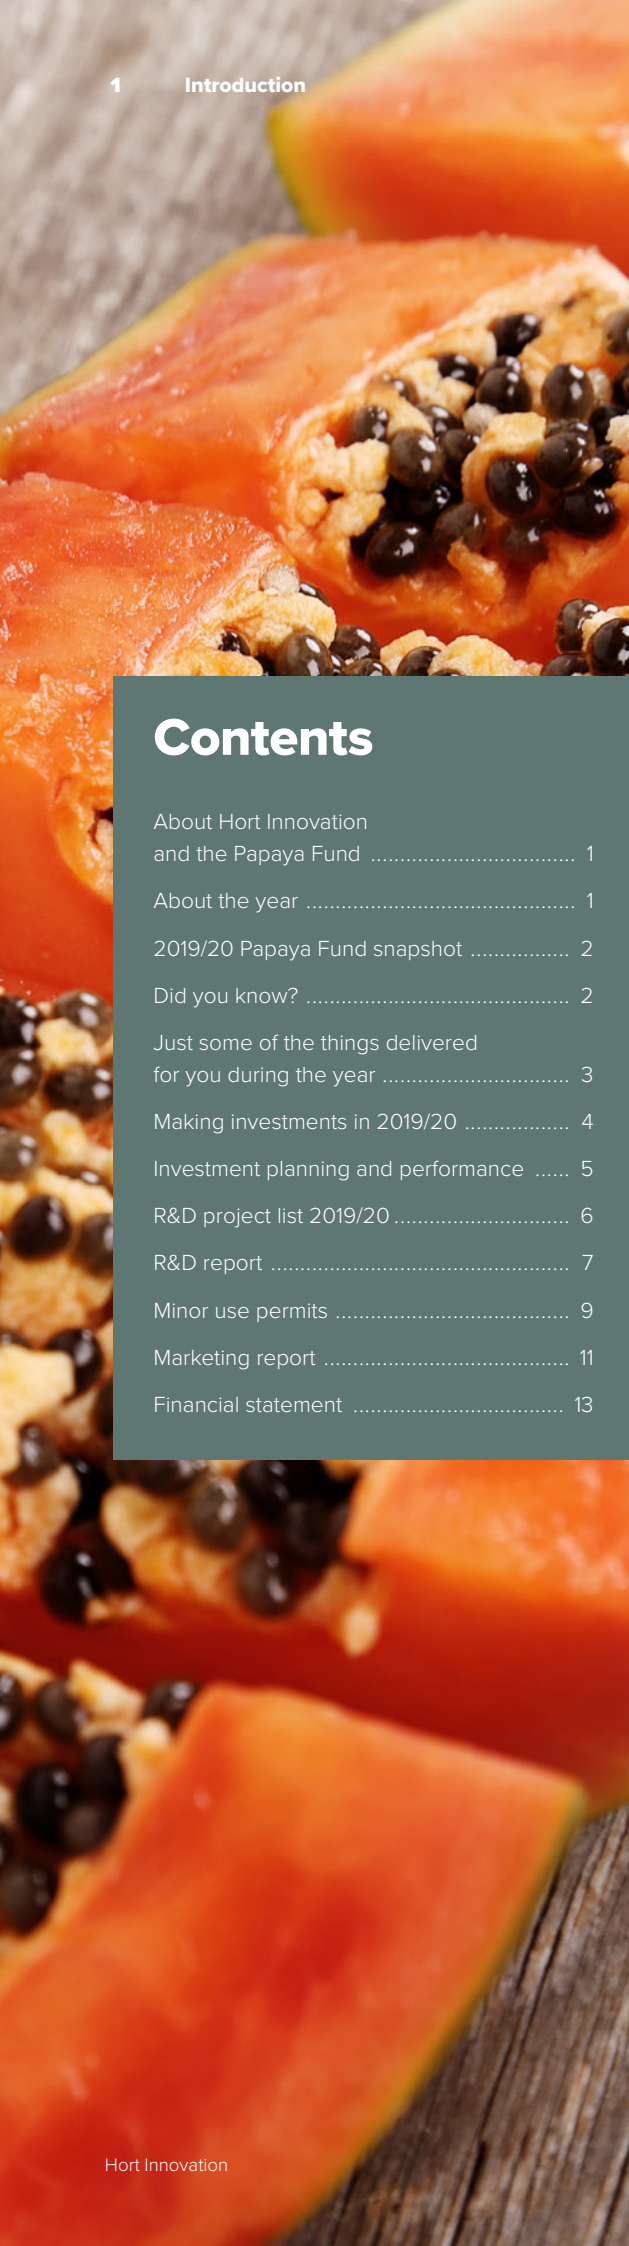 1 Introduction
Contents
About Hort Innovation
and the Papaya Fund ................................... 1
About the year .............................................. 1
2019/20 Papaya Fund snapshot ................. 2
Did you know? ............................................. 2
Just some of the things delivered
for you during the year ................................ 3
Making investments in 2019/20 .................. 4
Investment planning and performance ...... 5
R&D project list 2019/20 .............................. 6
R&D report ................................................... 7
Minor use permits ........................................ 9
Marketing report .......................................... 11
Financial statement .................................... 13
Hort Innovation